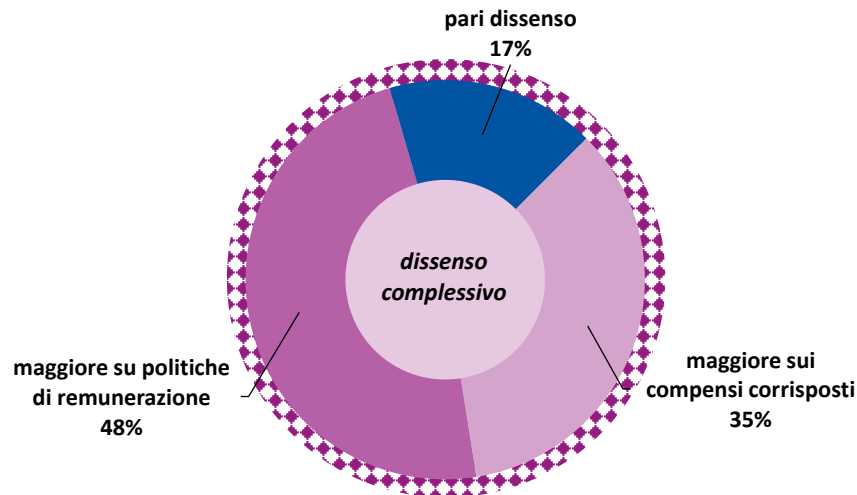 pari dissenso
17%
dissenso
complessivo
maggiore su politiche
di remunerazione
48%
maggiore sui
compensi corrisposti
35%